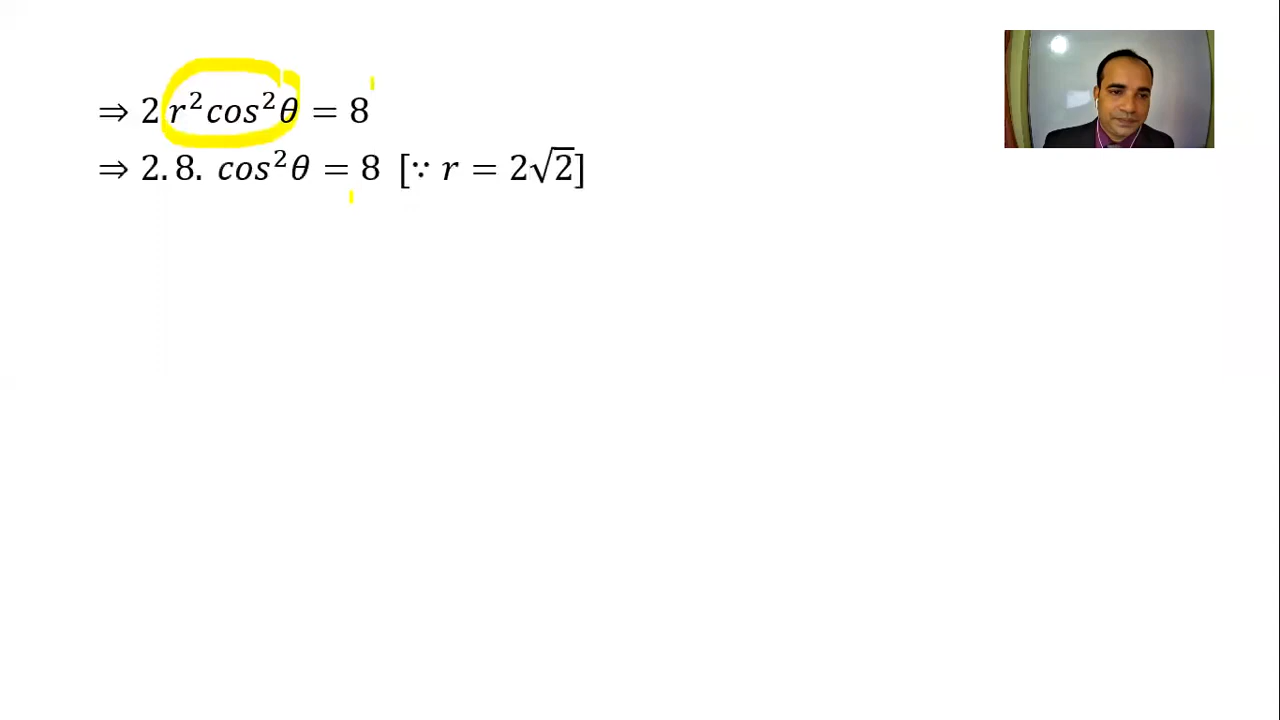 ⇒ 2 r²cos²θ = 8
⇒ 2.8. cos²θ = 8 [∵ r = 2√2]